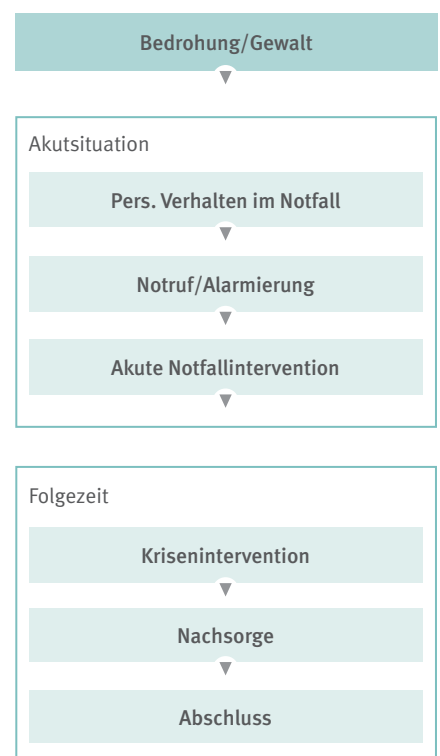 Bedrohung/Gewalt
Akutsituation
Pers. Verhalten im Notfall
Notruf/Alarmierung
Akute Notfallintervention
Folgezeit
Krisenintervention
Nachsorge
Abschluss